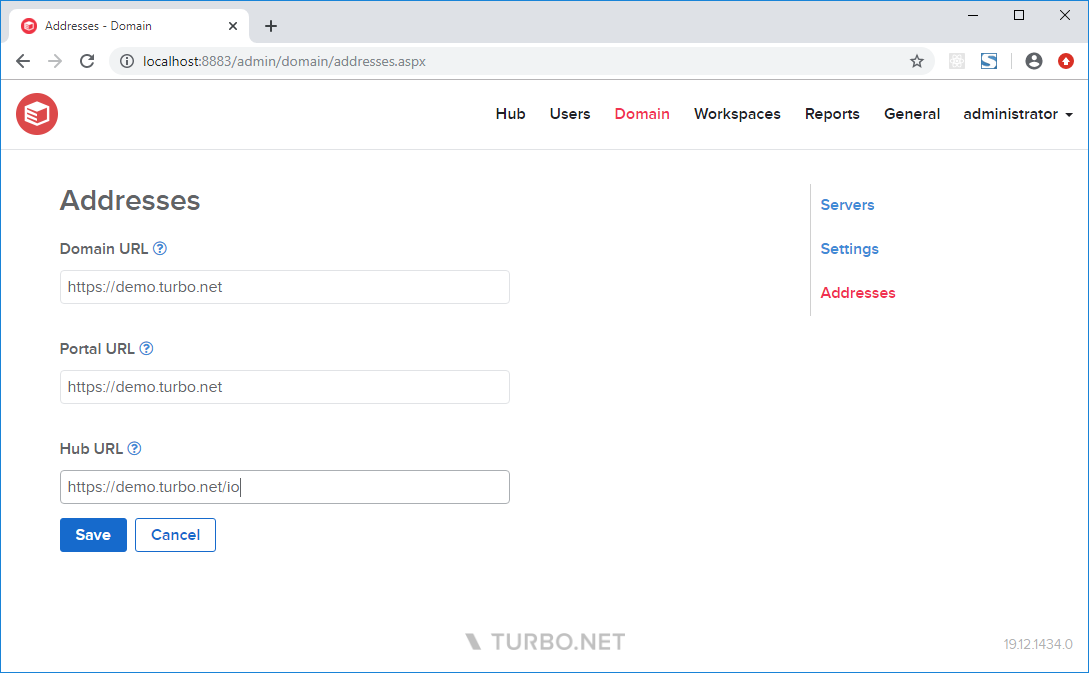 Addresses - Domain
localhost:8883/admin/domain/addresses.aspx
Hub Users Domain Workspaces Reports General administrator
Addresses
Servers
Domain URL ?
Settings
https://demo.turbo.net
Addresses
Portal URL ?
https://demo.turbo.net
Hub URL ?
https://demo.turbo.net/io
Save Cancel
TURBO.NET
19.12.1434.0